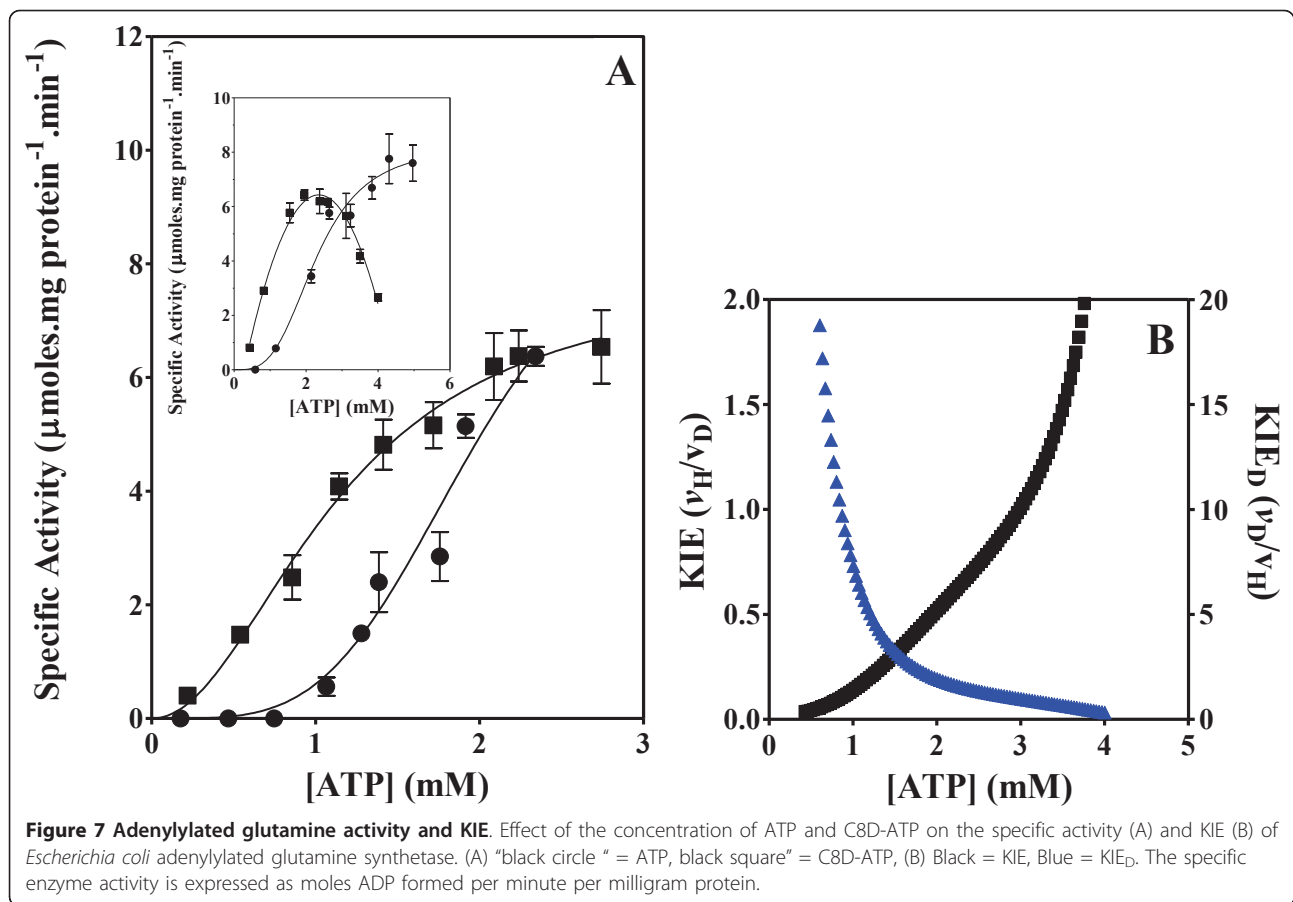 A
Specific Activity (μmoles.mg protein⁻¹.min⁻¹)
12
10
8
6
4
2
0
0 1 2 3
[ATP] (mM)
Specific Activity (μmoles.mg protein⁻¹.min⁻¹)
10
8
6
4
2
0
0 2 4 6
[ATP] (mM)
B
KIE (vH/vD)
2.0
1.5
1.0
0.5
0.0
KIED (vD/vH)
20
15
10
5
0
0 1 2 3 4 5
[ATP] (mM)
Figure 7 Adenylylated glutamine activity and KIE. Effect of the concentration of ATP and C8D-ATP on the specific activity (A) and KIE (B) of
Escherichia coli adenylylated glutamine synthetase. (A) "black circle " = ATP, black square" = C8D-ATP, (B) Black = KIE, Blue = KIED. The specific
enzyme activity is expressed as moles ADP formed per minute per milligram protein.